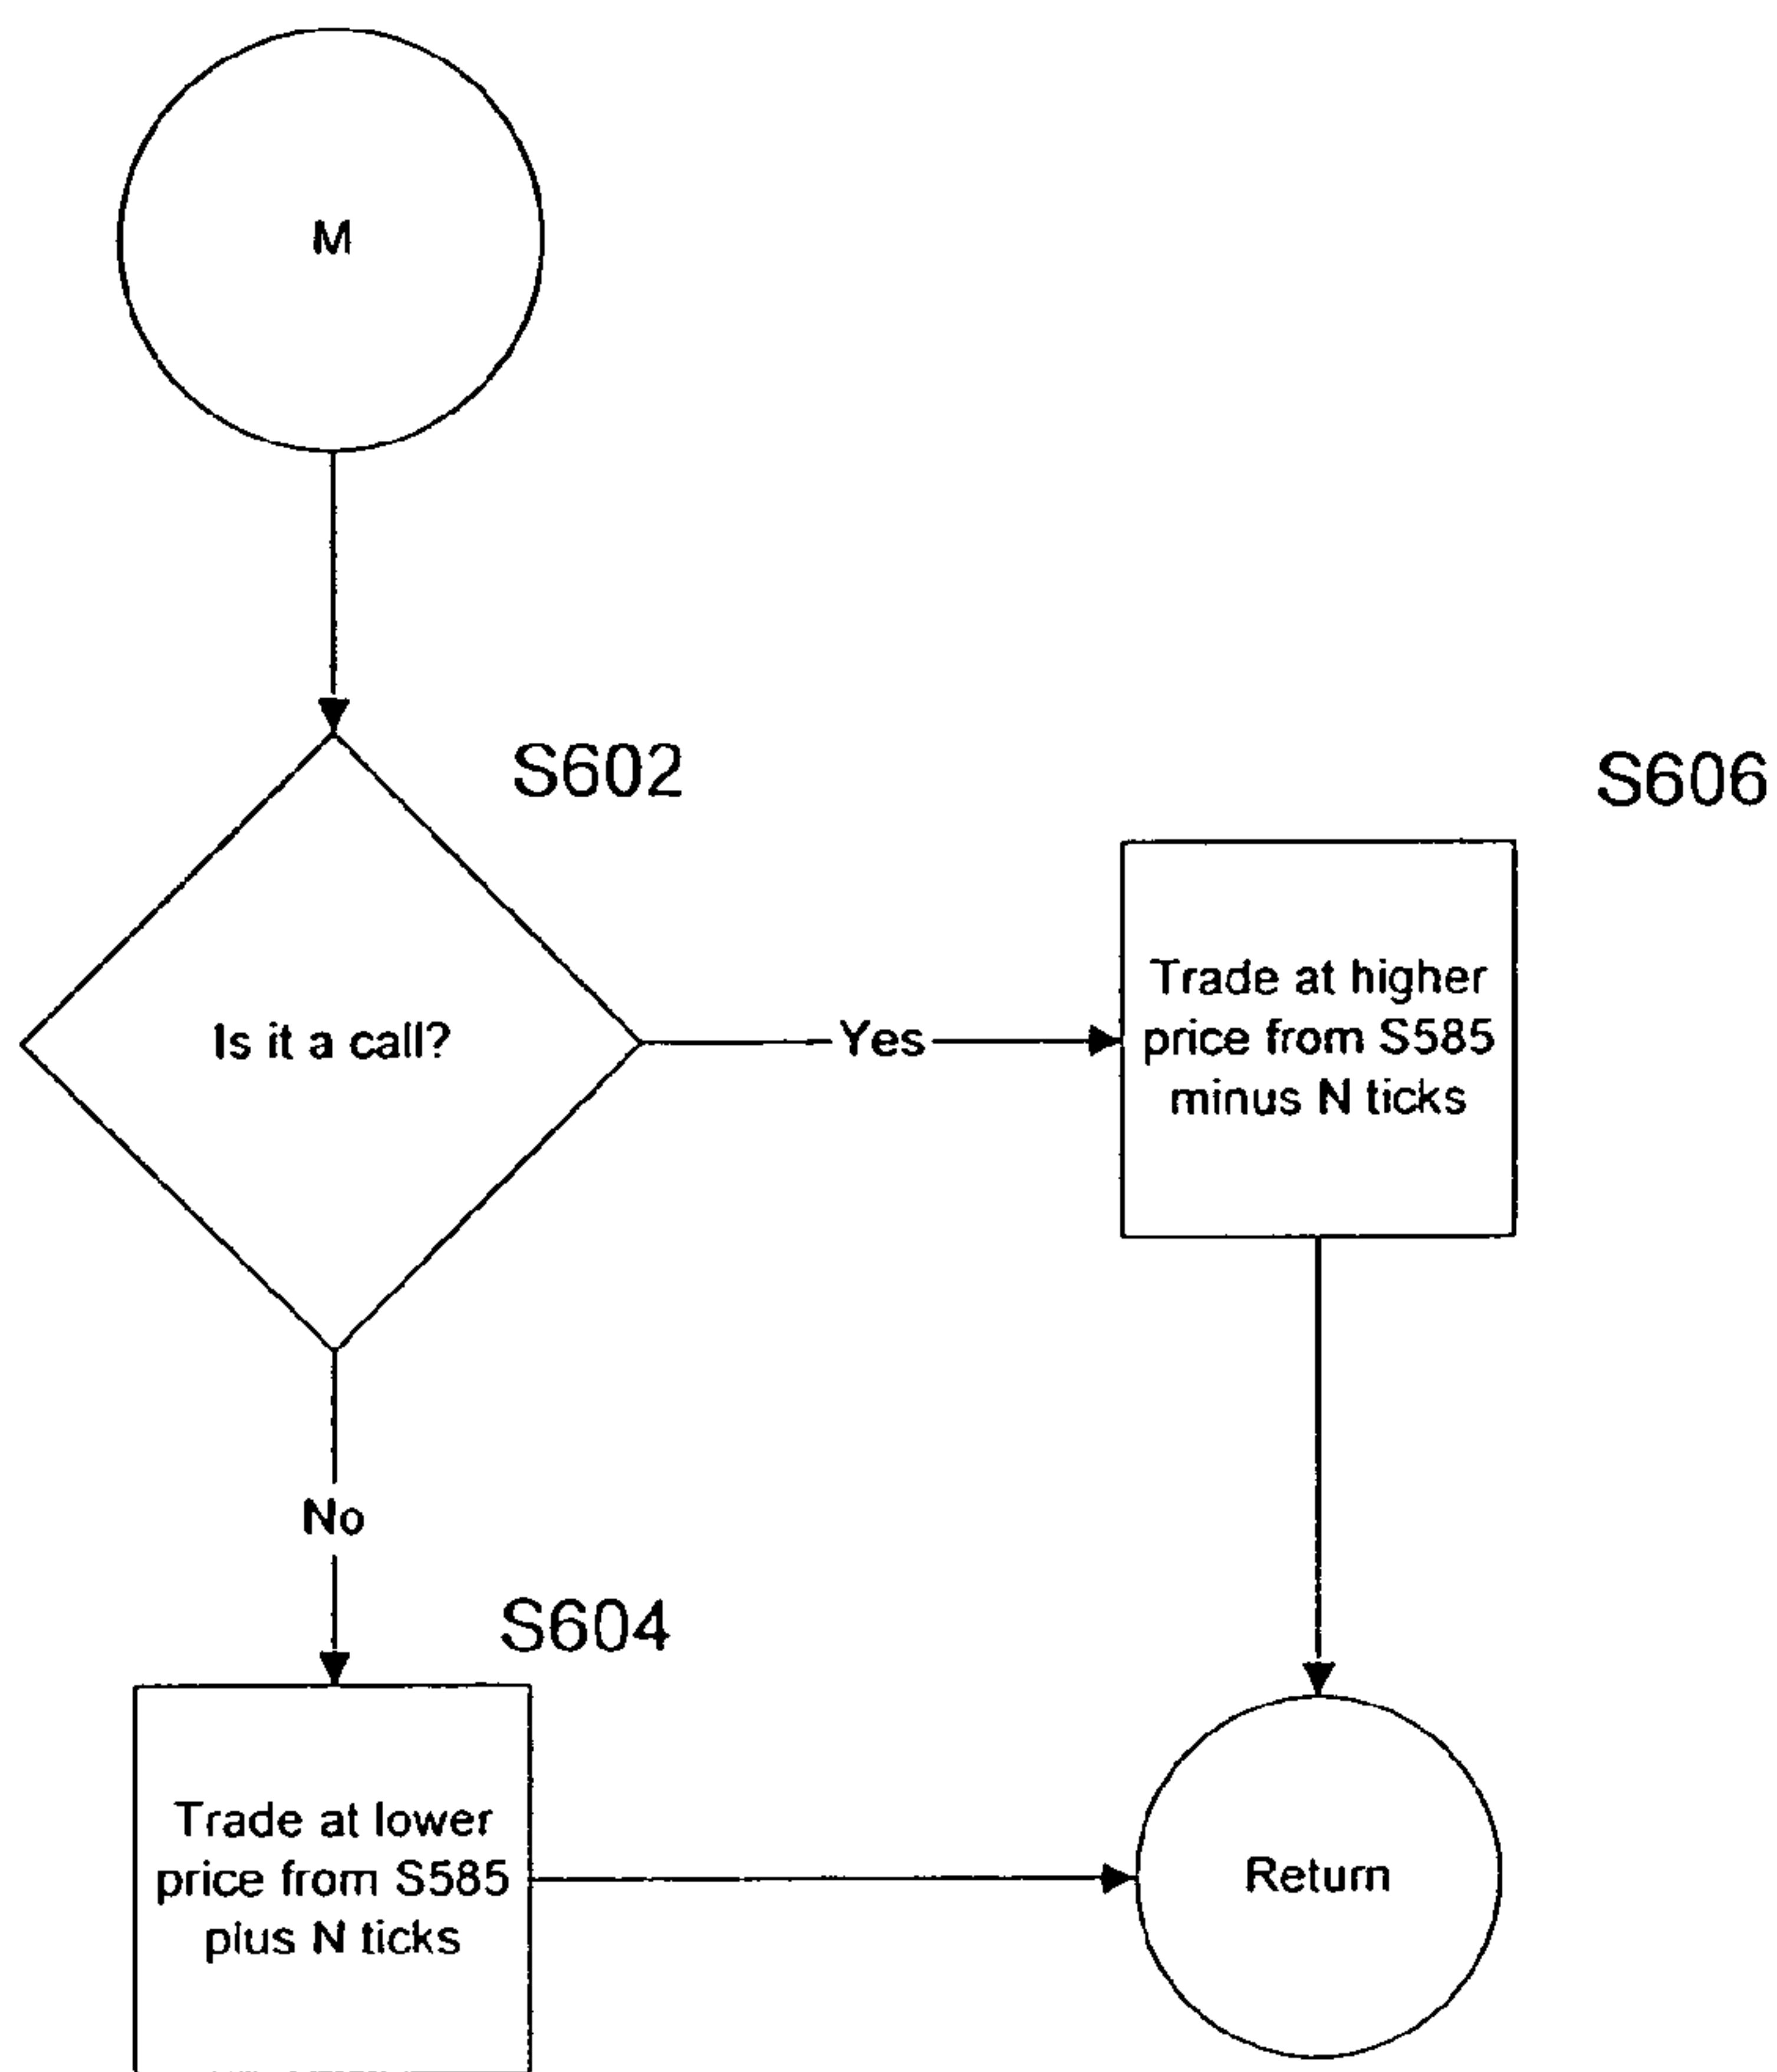 M
S602
S606
Is it a call?
Yes
Trade at higher
price from S585
minus N ticks
No
S604
Trade at lower
price from S585
plus N ticks
Return